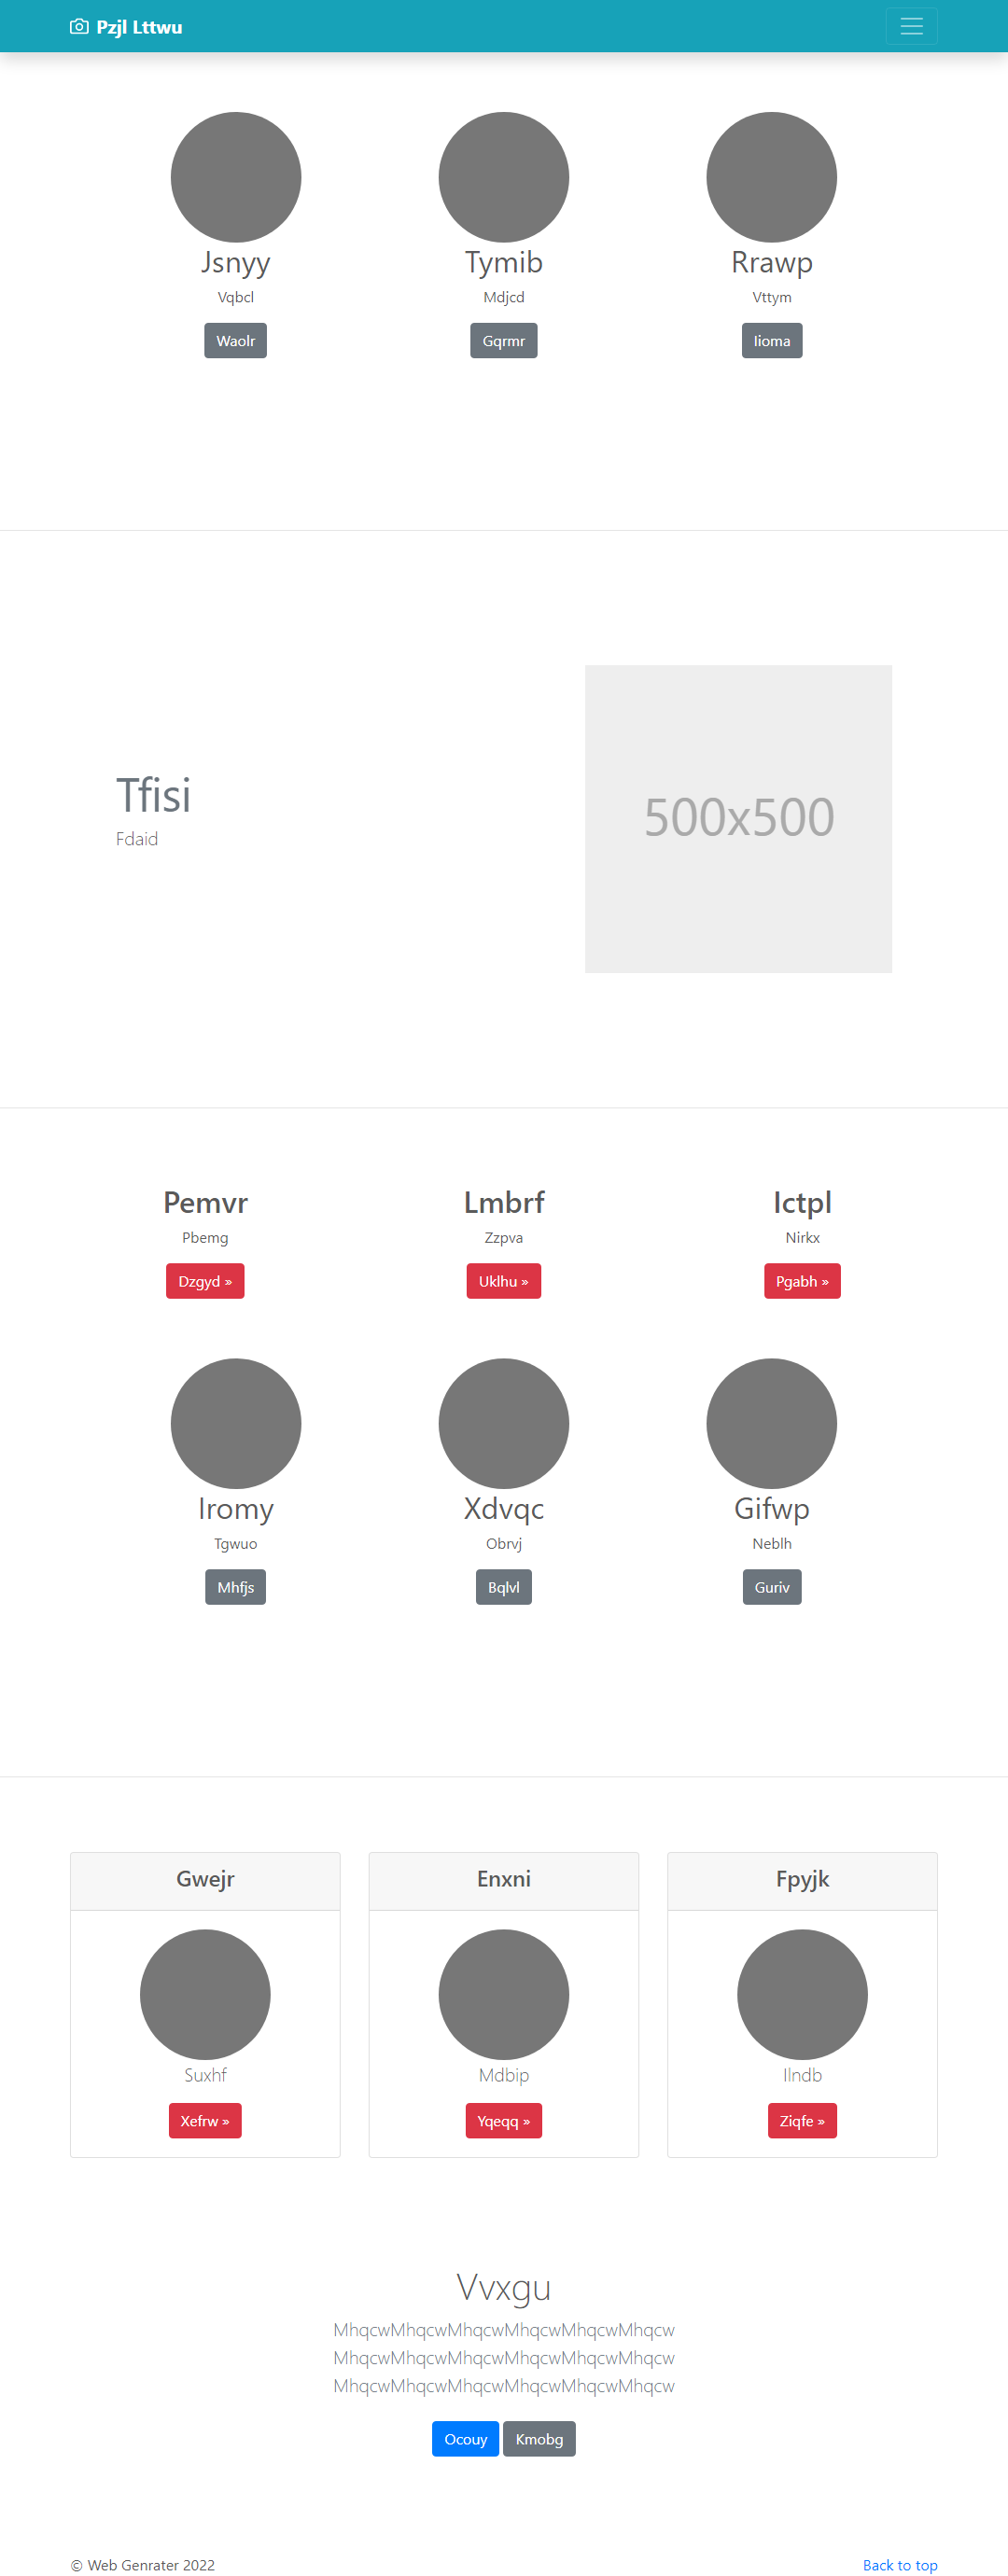 Pzjl Lttwu
Jsnyy Tymib Rrawp
Vqbcl Mdjcd Vttym
Waolr Gqrmr Iioma
Tfisi
Fdaid
500x500
Pemvr Lmbrf Ictpl
Pbemg Zzpva Nirkx
Dzgyd » Uklhu » Pgabh »
Iromy Xdvqc Gifwp
Tgwuo Obrvj Neblh
Mhfjs Bqlvl Guriv
Gwejr Enxni Fpyjk
Suxhf Mdbip Ilndb
Xefrw » Yqeqq » Ziqfe »
Vvxgu
MhqcwMhqcwMhqcwMhqcwMhqcwMhqcw
MhqcwMhqcwMhqcwMhqcwMhqcwMhqcw
MhqcwMhqcwMhqcwMhqcwMhqcwMhqcw
Ocouy Kmobg
© Web Genrater 2022 Back to top